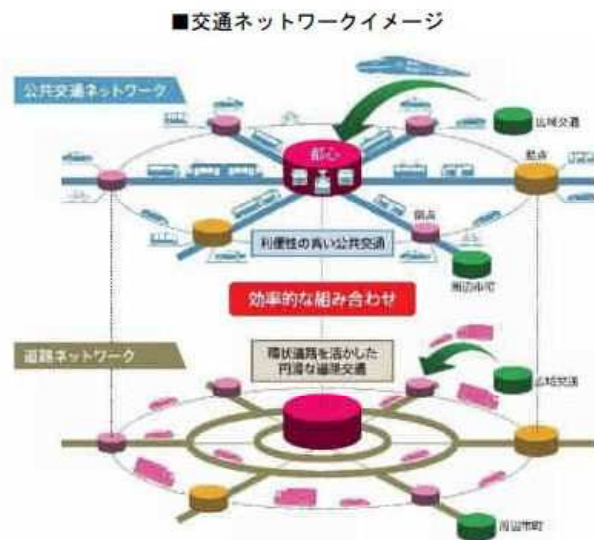 ■交通ネットワークイメージ
公共交通ネットワーク
広域交通
都心
拠点
拠点
利便性の高い公共交通
周辺市町
効率的な組み合わせ
道路ネットワーク
環状道路を活かした
円滑な道路交通
広域交通
周辺市町